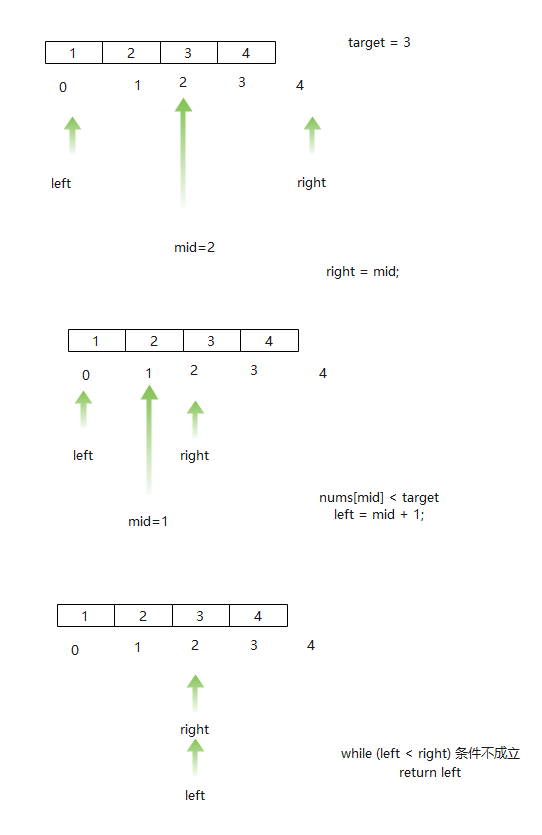 target = 3
1 2 3 4
0 1 2 3 4
left right
mid=2
right = mid;
1 2 3 4
0 1 2 3 4
left right
nums[mid] < target
left = mid + 1;
mid=1
1 2 3 4
0 1 2 3 4
right
while (left < right) 条件不成立
return left
left